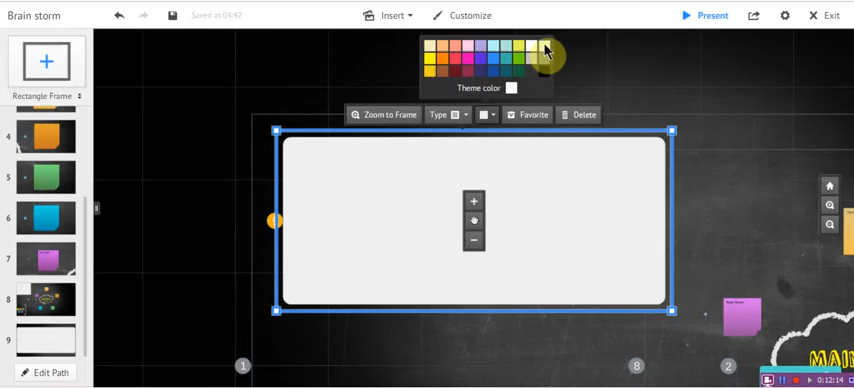 Brain storm
Saved at 04:42
Insert
Customize
Present
Exit
Theme color
Rectangle Frame
Zoom to Frame
Type
Favorite
Delete
4
5
6
7
8
9
Edit Path
1
8
2
MAIN
0:12:14